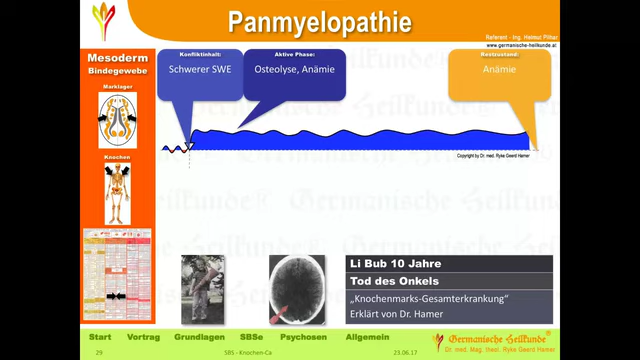 Panmyelopathie
Referent - Ing. Helmut Pilhar
www.germanische-heilkunde.at
Mesoderm
Bindegewebe
Marklager
Knochen
Konfliktinhalt:
Schwerer SWE
Aktive Phase:
Osteolyse, Anämie
Restzustand:
Anämie
Copyright by Dr. med. Ryke Geerd Hamer
Li Bub 10 Jahre
Tod des Onkels
„Knochenmarks-Gesamterkrankung"
Erklärt von Dr. Hamer
Start Vortrag Grundlagen SBSe Psychosen Allgemein
Germanische Heilkunde
Dr. med. Mag. theol. Ryke Geerd Hamer
29 SBS - Knochen-Ca 23.06.17